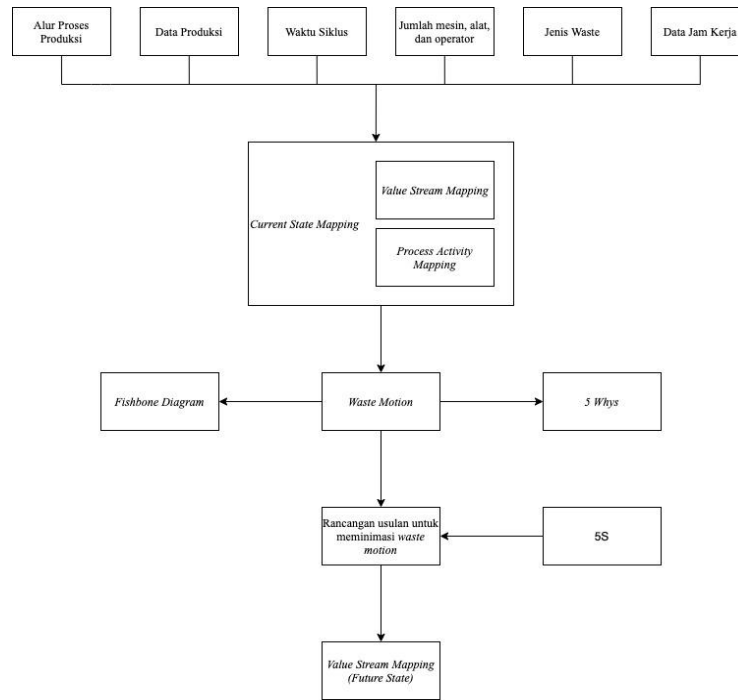 Alur Proses
Produksi
Data Produksi
Waktu Siklus
Jumlah mesin, alat,
dan operator
Jenis Waste
Data Jam Kerja
Current State Mapping
Value Stream Mapping
Process Activity
Mapping
Fishbone Diagram
Waste Motion
5 Whys
Rancangan usulan untuk
meminimasi waste
motion
5S
Value Stream Mapping
(Future State)